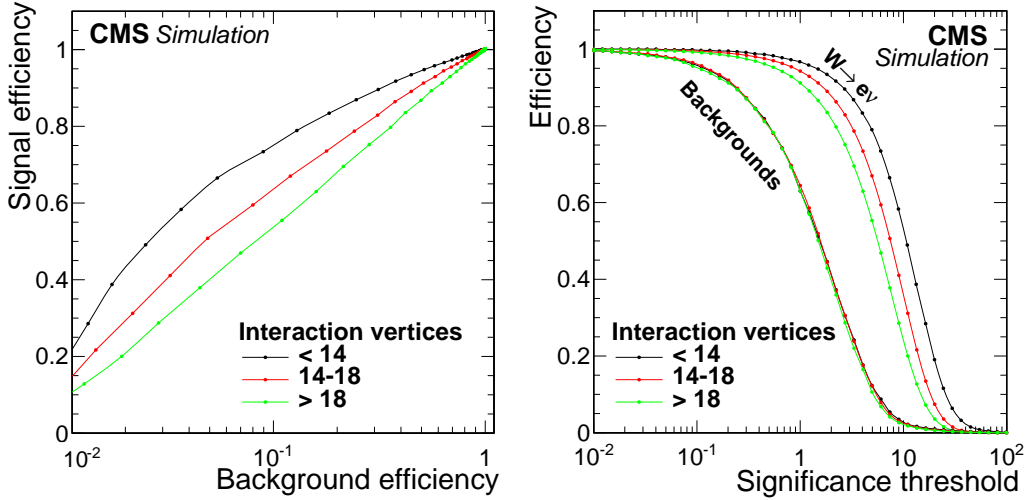 CMS Simulation
Signal efficiency
1
0.8
0.6
0.4
0.2
0
Interaction vertices
< 14
14-18
> 18
10-2
10-1
1
Background efficiency
CMS
Simulation
Efficiency
1
0.8
0.6
0.4
0.2
0
W→eν
Backgrounds
Interaction vertices
< 14
14-18
> 18
10-2
10-1
1
10
102
Significance threshold